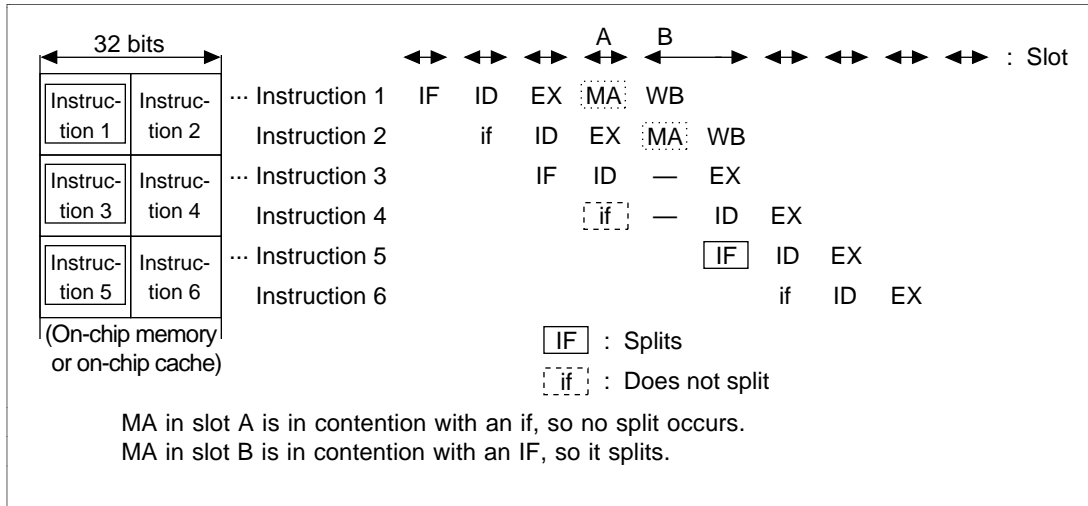 32 bits
A B
: Slot
Instruc-
tion 1
Instruc-
tion 2
··· Instruction 1 IF ID EX MA WB
Instruction 2 if ID EX MA WB
Instruc-
tion 3
Instruc-
tion 4
··· Instruction 3 IF ID — EX
Instruction 4 if — ID EX
Instruc-
tion 5
Instruc-
tion 6
··· Instruction 5 IF ID EX
Instruction 6 if ID EX
(On-chip memory
or on-chip cache)
IF : Splits
if : Does not split
MA in slot A is in contention with an if, so no split occurs.
MA in slot B is in contention with an IF, so it splits.